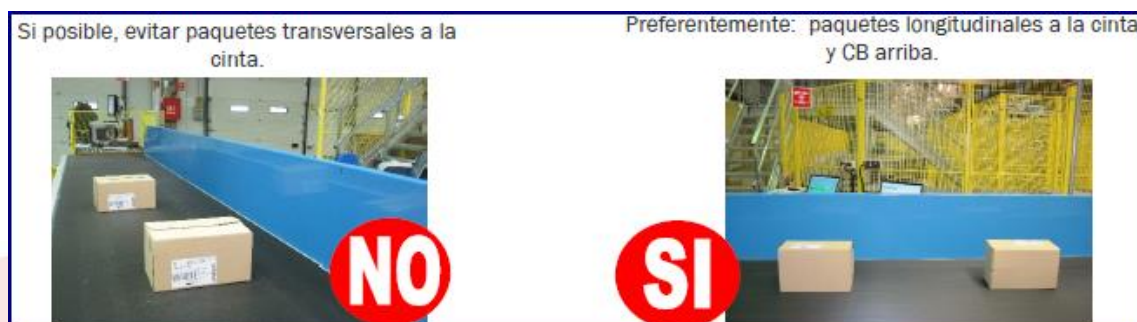 Si posible, evitar paquetes transversales a la
cinta.
NO
Preferentemente: paquetes longitudinales a la cinta
y CB arriba.
SI